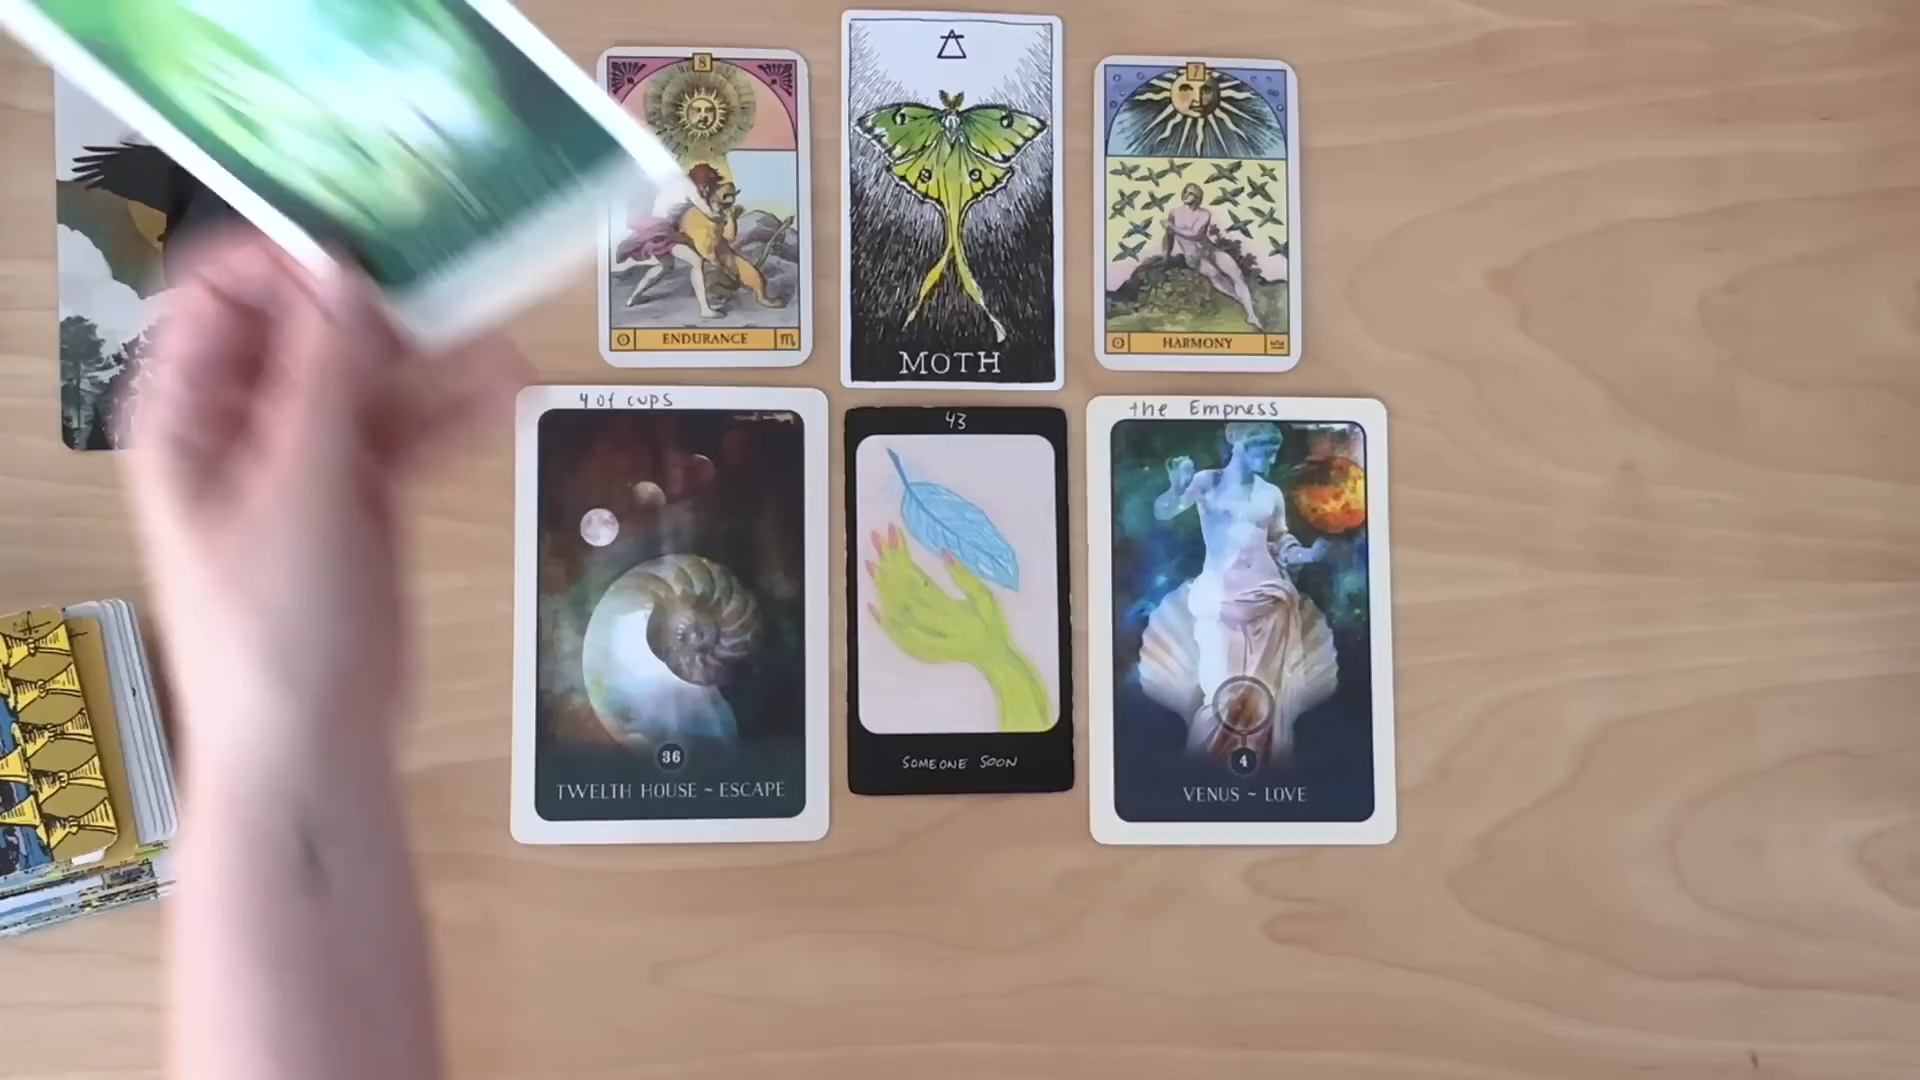 8
ENDURANCE
MOTH
7
HARMONY
4 of cups
36
TWELTH HOUSE ~ ESCAPE
43
SOMEONE SOON
the Empress
4
VENUS ~ LOVE